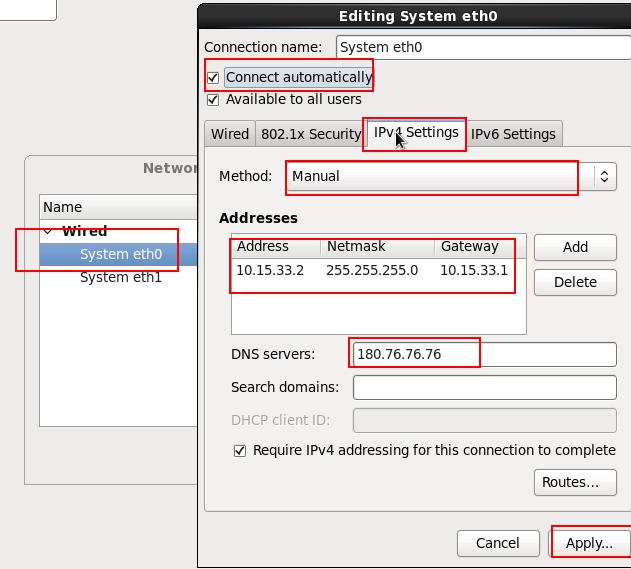 Editing System eth0
Connection name: System eth0
Connect automatically
Available to all users
Wired 802.1x Security IPv4 Settings IPv6 Settings
Method: Manual
Addresses
Address Netmask Gateway
10.15.33.2 255.255.255.0 10.15.33.1
Add
Delete
DNS servers: 180.76.76.76
Search domains:
DHCP client ID:
Require IPv4 addressing for this connection to complete
Routes...
Cancel Apply...
Networ
Name
Wired
System eth0
System eth1